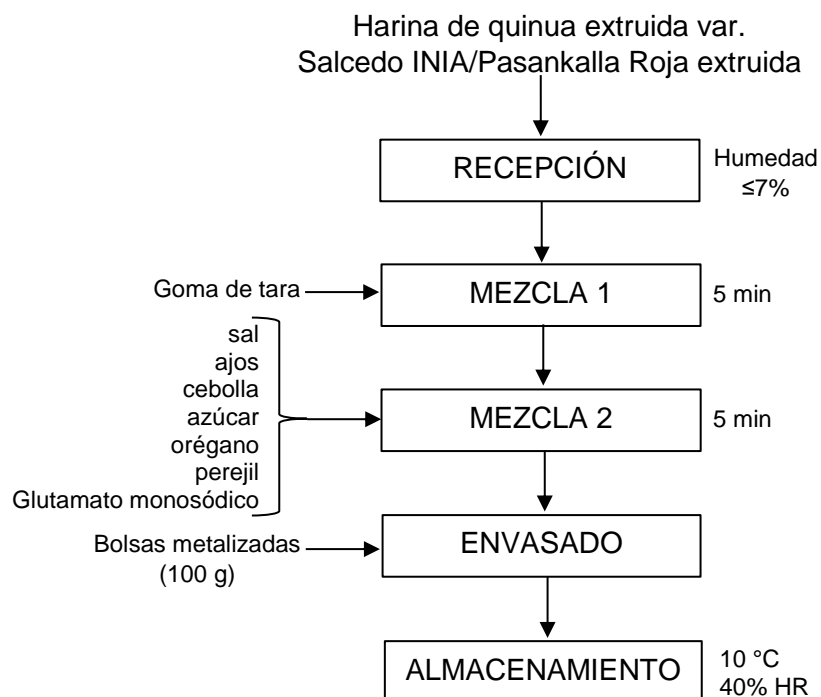 Harina de quinua extruida var.
Salcedo INIA/Pasankalla Roja extruida
RECEPCIÓN
Humedad
≤7%
Goma de tara
MEZCLA 1
5 min
sal
ajos
cebolla
azúcar
orégano
perejil
Glutamato monosódico
MEZCLA 2
5 min
Bolsas metalizadas
(100 g)
ENVASADO
ALMACENAMIENTO
10 °C
40% HR